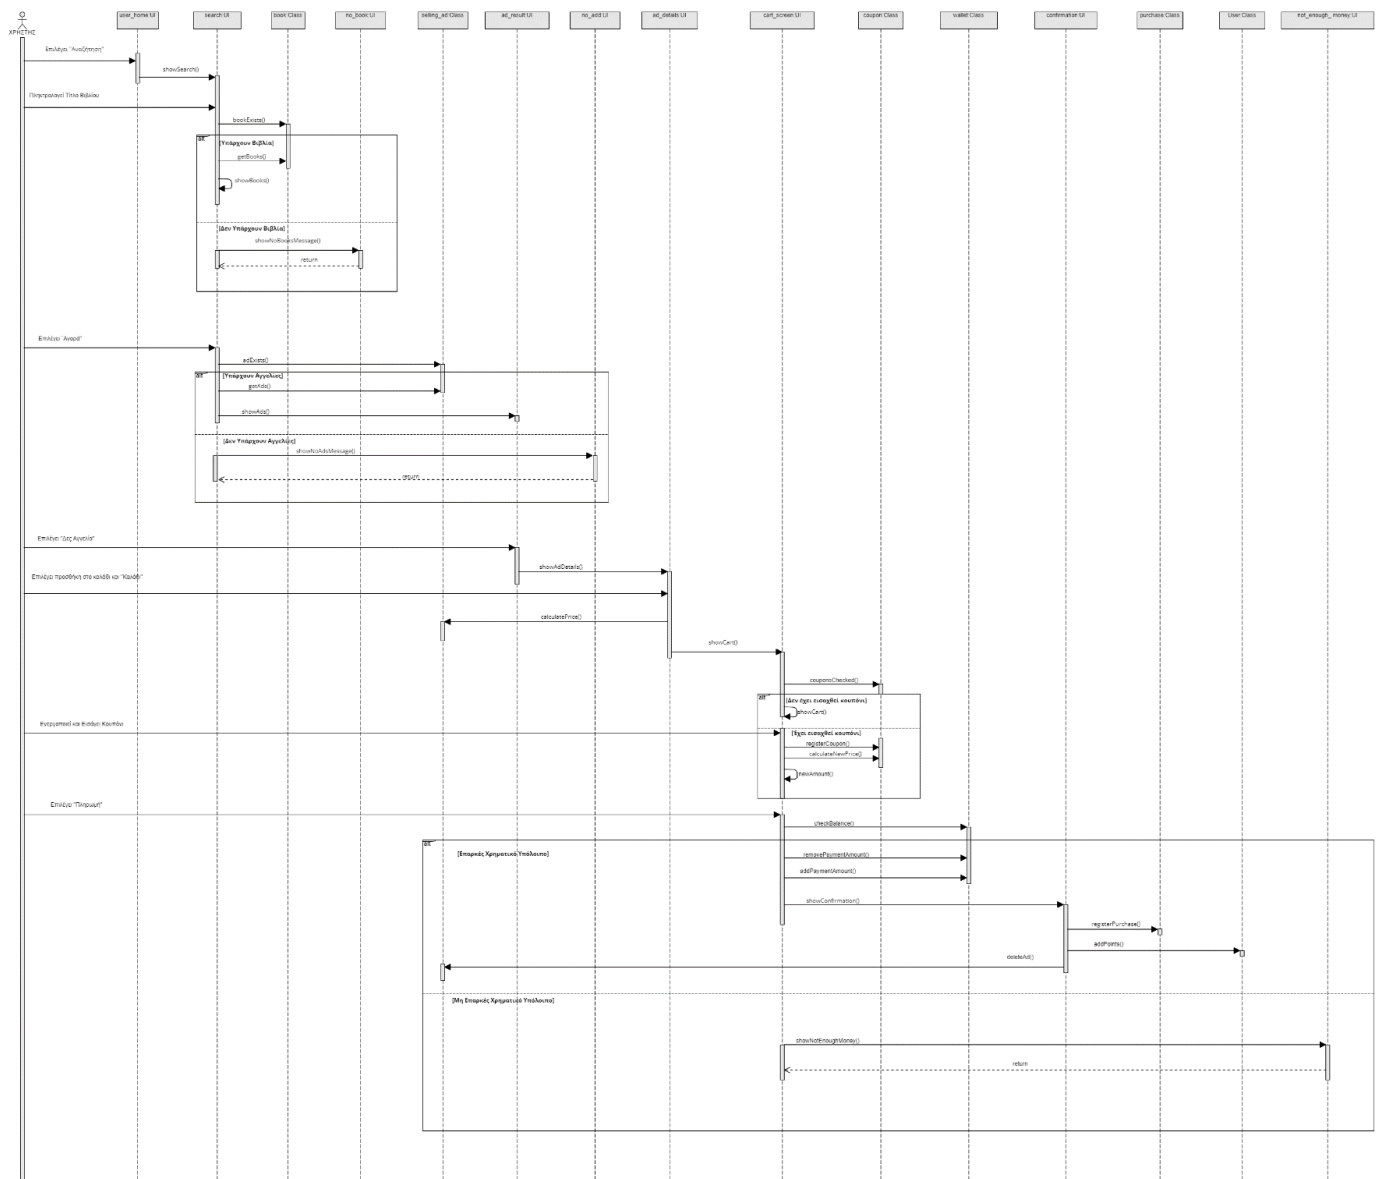 user_home:UI
search:UI
book:Class
no_book:UI
selling_ad:Class
ad_result:UI
no_add:UI
ad_details:UI
cart_screen:UI
coupon:Class
wallet:Class
confirmation:UI
purchase:Class
User:Class
not_enough_ money:UI
ΧΡΗΣΤΗΣ
Επιλέγει "Αναζήτηση"
showSearch()
Πληκτρολογεί Τίτλο Βιβλίου
bookExists()
alt
[Υπάρχουν Βιβλία]
getBooks()
showBooks()
[Δεν Υπάρχουν Βιβλία]
showNoBooksMessage()
return
Επιλέγει "Αγορά"
adExists()
alt
[Υπάρχουν Αγγελίες]
getAds()
showAds()
[Δεν Υπάρχουν Αγγελίες]
showNoAdsMessage()
return
Επιλέγει "Δες Αγγελία"
showAdDetails()
Επιλέγει προσθήκη στο καλάθι και "Καλάθι"
calculatePrice()
showCart()
couponsChecked()
alt
[Δεν έχει εισαχθεί κουπόνι]
showCart()
Ενεργοποιεί και Εισάγει Κουπόνι
[Έχει εισαχθεί κουπόνι]
registerCoupon()
calculateNewPrice()
newAmount()
Επιλέγει "Πληρωμή"
checkBalance()
alt
[Επαρκές Χρηματικό Υπόλοιπο]
removePaymentAmount()
addPaymentAmount()
showConfirmation()
registerPurchase()
addPoints()
deleteAd()
[Μη Επαρκές Χρηματικό Υπόλοιπο]
showNotEnoughMoney()
return